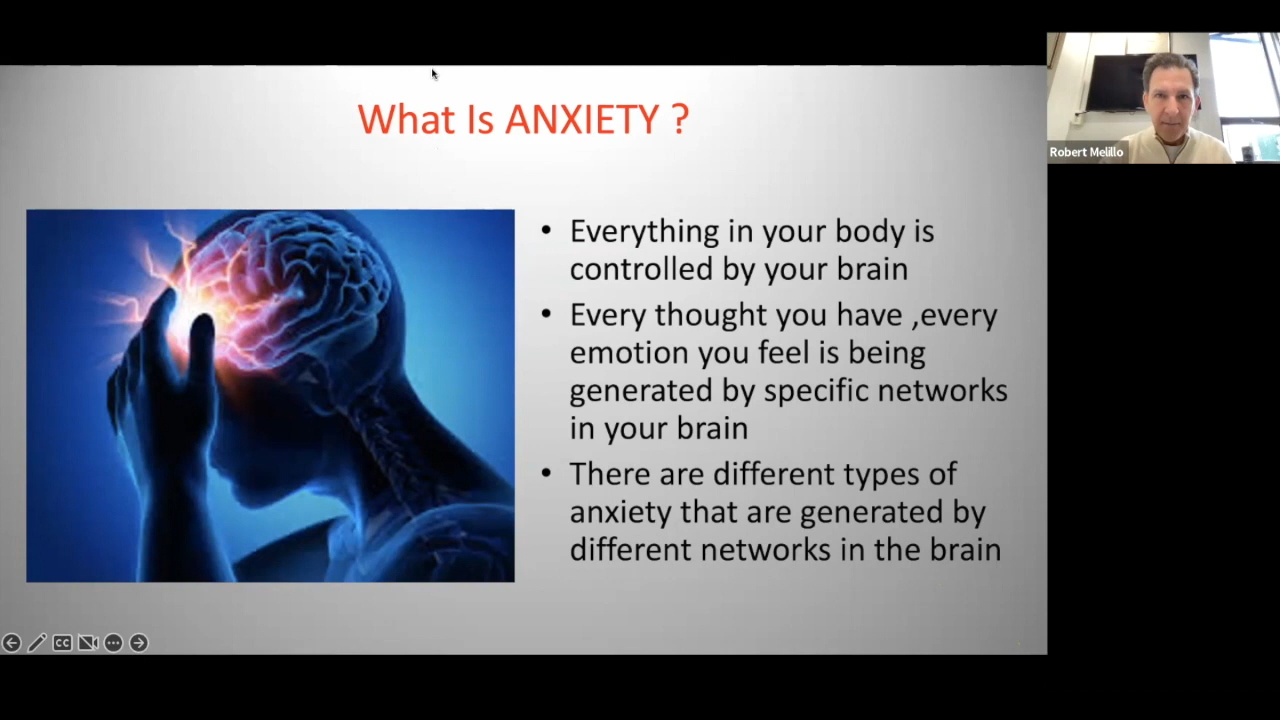 What Is ANXIETY ?
Robert Melillo
• Everything in your body is
controlled by your brain
• Every thought you have ,every
emotion you feel is being
generated by specific networks
in your brain
• There are different types of
anxiety that are generated by
different networks in the brain
CC